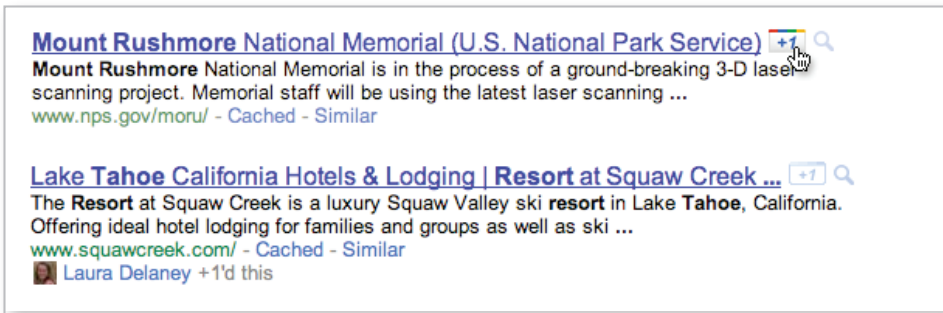 Mount Rushmore National Memorial (U.S. National Park Service) +1
Mount Rushmore National Memorial is in the process of a ground-breaking 3-D laser
scanning project. Memorial staff will be using the latest laser scanning ...
www.nps.gov/moru/ - Cached - Similar
Lake Tahoe California Hotels & Lodging | Resort at Squaw Creek ... +1
The Resort at Squaw Creek is a luxury Squaw Valley ski resort in Lake Tahoe, California.
Offering ideal hotel lodging for families and groups as well as ski ...
www.squawcreek.com/ - Cached - Similar
Laura Delaney +1'd this